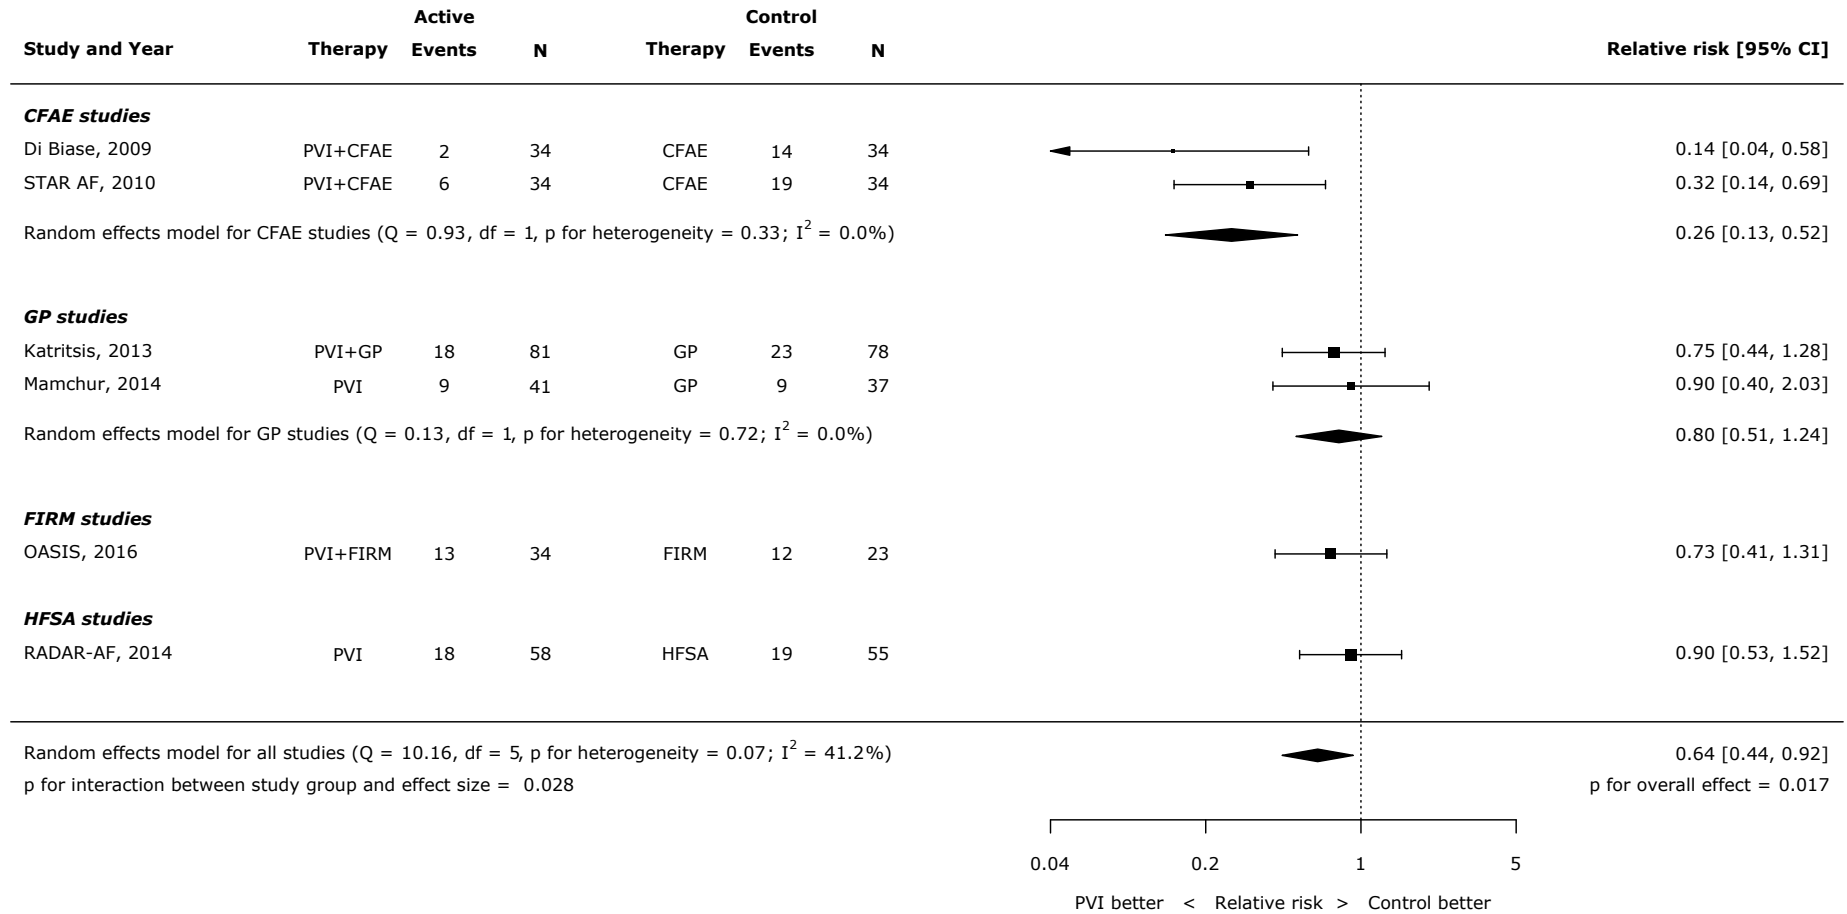 Active Control
Study and Year Therapy Events N Therapy Events N Relative risk [95% CI]
CFAE studies
Di Biase, 2009 PVI+CFAE 2 34 CFAE 14 34 0.14 [0.04, 0.58]
STAR AF, 2010 PVI+CFAE 6 34 CFAE 19 34 0.32 [0.14, 0.69]
Random effects model for CFAE studies (Q = 0.93, df = 1, p for heterogeneity = 0.33; I² = 0.0%) 0.26 [0.13, 0.52]
GP studies
Katritsis, 2013 PVI+GP 18 81 GP 23 78 0.75 [0.44, 1.28]
Mamchur, 2014 PVI 9 41 GP 9 37 0.90 [0.40, 2.03]
Random effects model for GP studies (Q = 0.13, df = 1, p for heterogeneity = 0.72; I² = 0.0%) 0.80 [0.51, 1.24]
FIRM studies
OASIS, 2016 PVI+FIRM 13 34 FIRM 12 23 0.73 [0.41, 1.31]
HFSA studies
RADAR-AF, 2014 PVI 18 58 HFSA 19 55 0.90 [0.53, 1.52]
Random effects model for all studies (Q = 10.16, df = 5, p for heterogeneity = 0.07; I² = 41.2%) 0.64 [0.44, 0.92]
p for interaction between study group and effect size = 0.028 p for overall effect = 0.017
0.04 0.2 1 5
PVI better < Relative risk > Control better